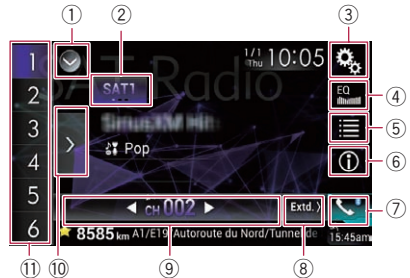 ① ② ③
1 SAT1 1/1 Thu 10:05
SAT Radio
2 EQ ④
3 ⑤
> Pop
4 ⑥
5 CH 002 Extd. ⑦
6 8585 km A1/E19/Autoroute du Nord/Tunnel de 15:45am
⑪ ⑩ ⑨ ⑧